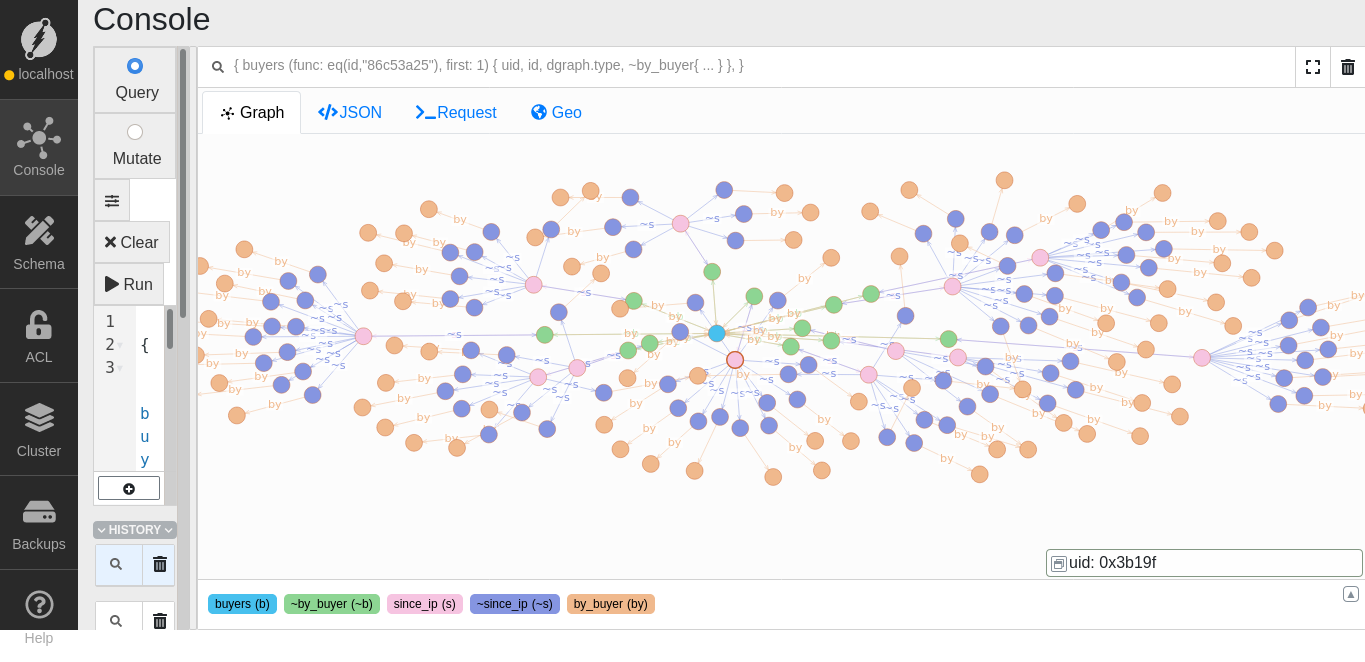 Console
localhost
Console
Schema
ACL
Cluster
Backups
Help
Query
Mutate
Clear
Run
1
2
{
3
b
u
y
HISTORY
{ buyers (func: eq(id,"86c53a25"), first: 1) { uid, id, dgraph.type, ~by_buyer{ ... } }, }
Graph
JSON
Request
Geo
uid: 0x3b19f
buyers (b)
~by_buyer (~b)
since_ip (s)
~since_ip (~s)
by_buyer (by)